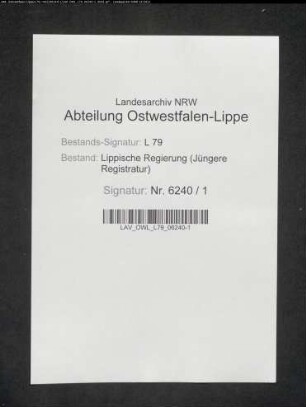 Landesarchiv NRW
Abteilung Ostwestfalen-Lippe
Bestands-Signatur: L 79
Bestand: Lippische Regierung (Jüngere
Registratur)
Signatur: Nr. 6240 / 1
LAV_OWL_L79_06240-1